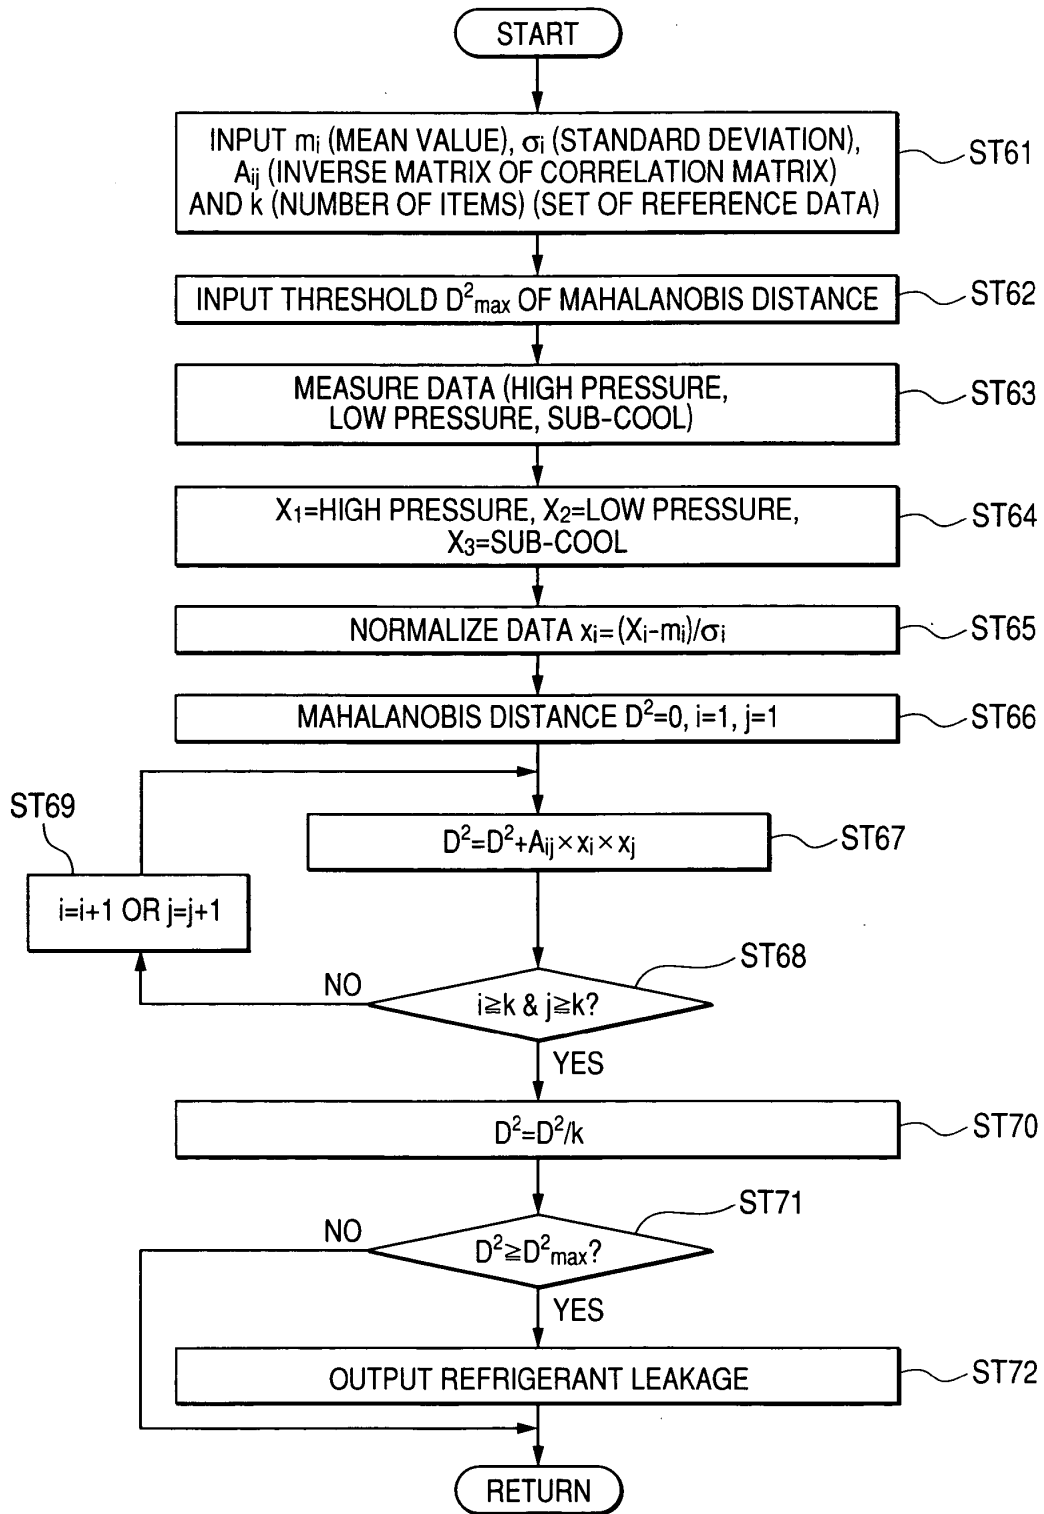 START
INPUT mi (MEAN VALUE), σi (STANDARD DEVIATION),
Aij (INVERSE MATRIX OF CORRELATION MATRIX)
AND k (NUMBER OF ITEMS) (SET OF REFERENCE DATA)
ST61
INPUT THRESHOLD D²max OF MAHALANOBIS DISTANCE
ST62
MEASURE DATA (HIGH PRESSURE,
LOW PRESSURE, SUB-COOL)
ST63
X₁=HIGH PRESSURE, X₂=LOW PRESSURE,
X₃=SUB-COOL
ST64
NORMALIZE DATA xi=(Xi-mi)/σi
ST65
MAHALANOBIS DISTANCE D²=0, i=1, j=1
ST66
ST69
D²=D²+Aij×xi×xj
ST67
i=i+1 OR j=j+1
ST68
NO
i≧k & j≧k?
YES
D²=D²/k
ST70
ST71
NO
D²≧D²max?
YES
OUTPUT REFRIGERANT LEAKAGE
ST72
RETURN